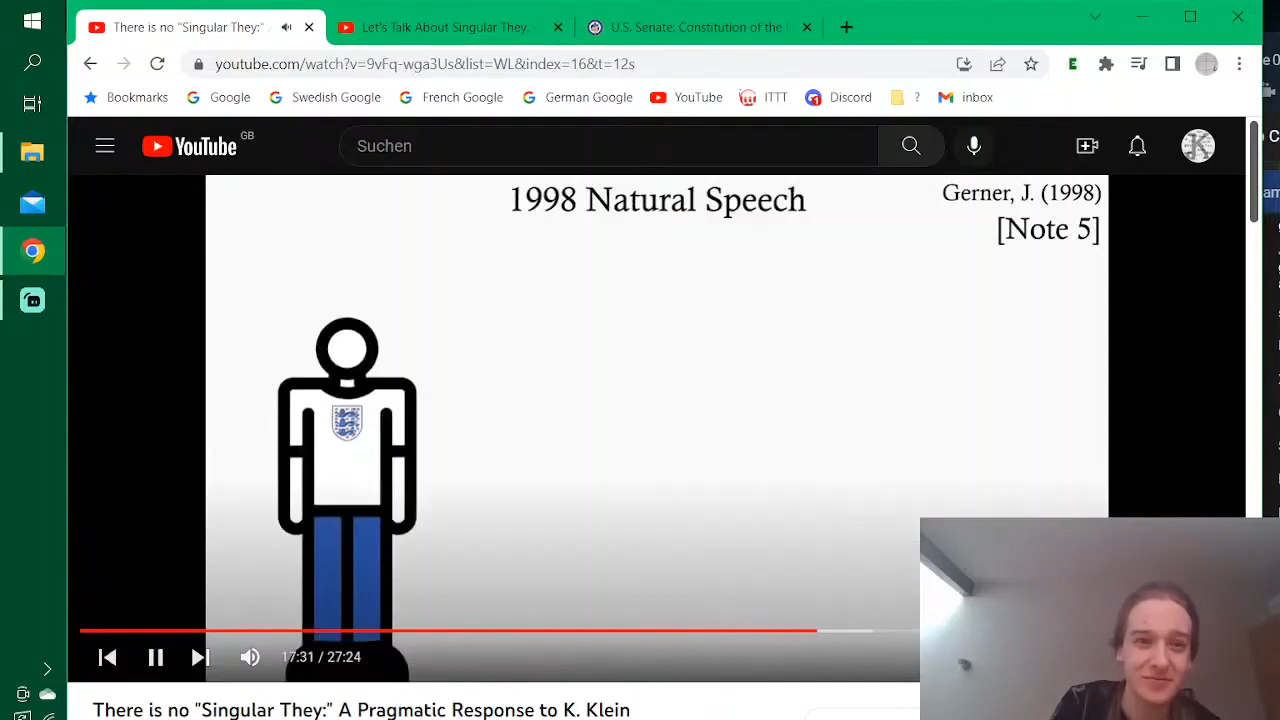 There is no "Singular They:"
Let's Talk About Singular They.
U.S. Senate: Constitution of the
youtube.com/watch?v=9vFq-wga3Us&list=WL&index=16&t=12s
Bookmarks
Google
Swedish Google
French Google
German Google
YouTube
ITTT
Discord
?
inbox
YouTube GB
Suchen
1998 Natural Speech
Gerner, J. (1998)
[Note 5]
17:31 / 27:24
There is no "Singular They:" A Pragmatic Response to K. Klein